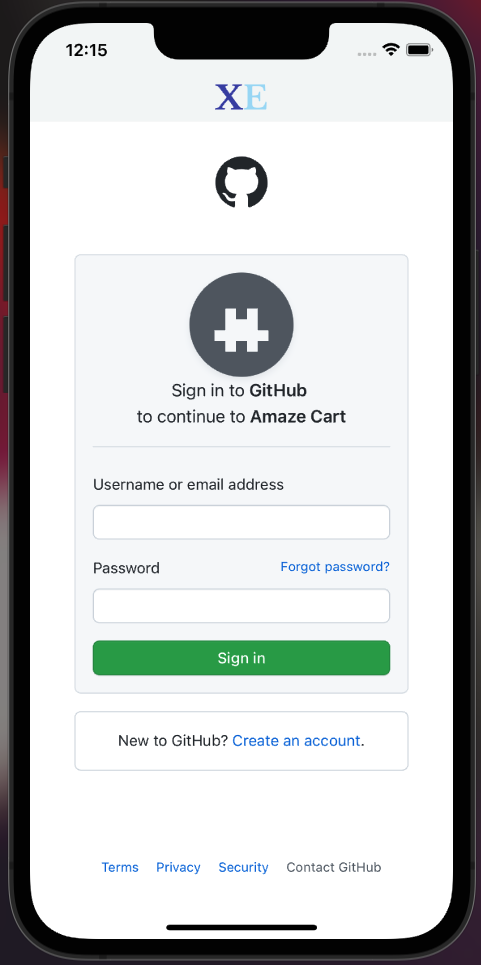 12:15
XE
Sign in to GitHub
to continue to Amaze Cart
Username or email address
Password Forgot password?
Sign in
New to GitHub? Create an account.
Terms Privacy Security Contact GitHub